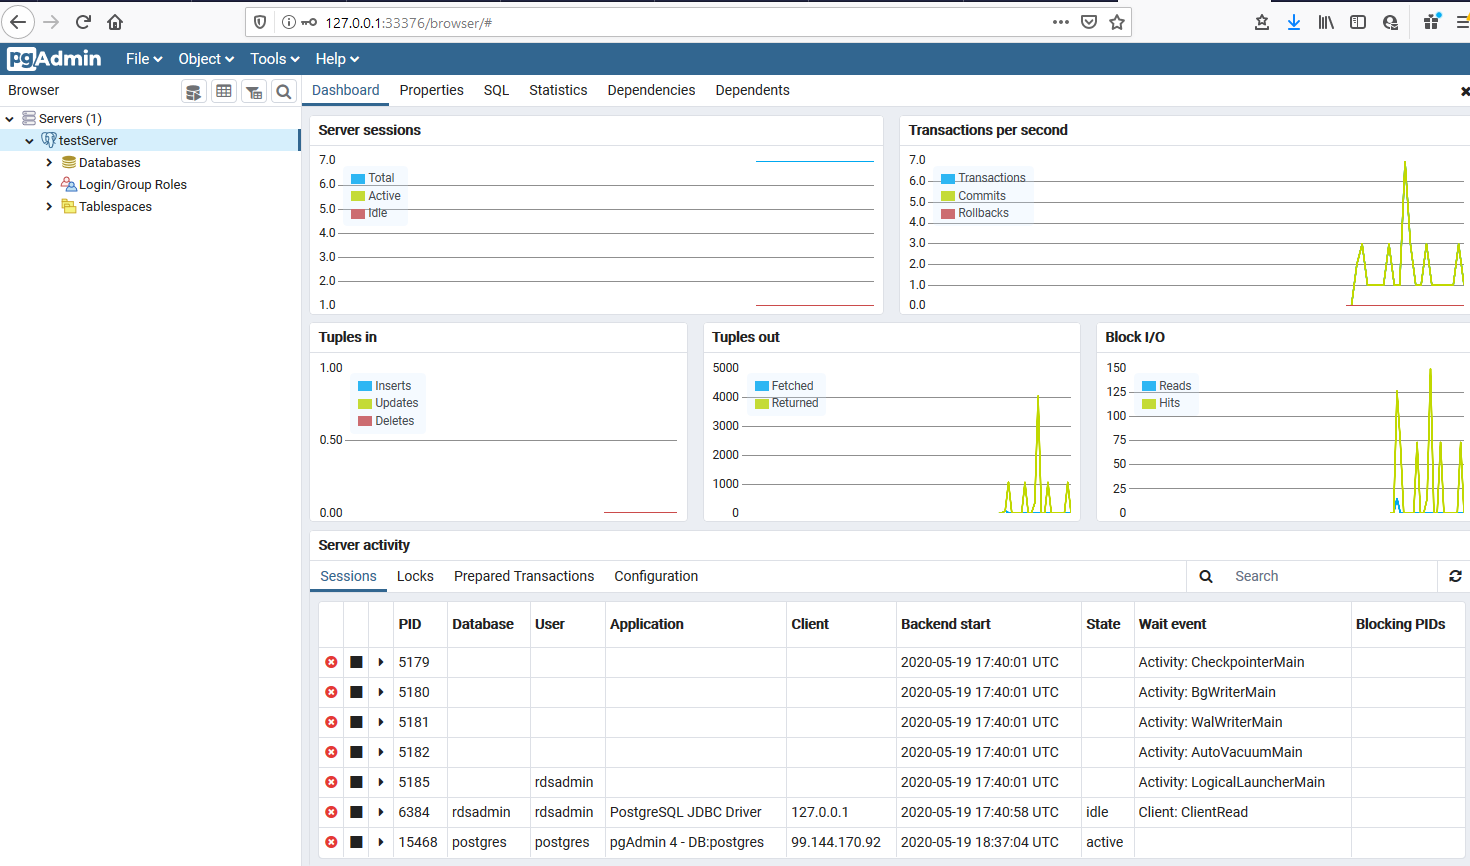 127.0.0.1:33376/browser/#
pgAdmin File Object Tools Help
Browser
Dashboard Properties SQL Statistics Dependencies Dependents
Servers (1)
testServer
Databases
Login/Group Roles
Tablespaces
Server sessions
7.0
6.0
5.0
4.0
3.0
2.0
1.0
Total
Active
Idle
Transactions per second
7.0
6.0
5.0
4.0
3.0
2.0
1.0
0.0
Transactions
Commits
Rollbacks
Tuples in
1.00
0.50
0.00
Inserts
Updates
Deletes
Tuples out
5000
4000
3000
2000
1000
0
Fetched
Returned
Block I/O
150
125
100
75
50
25
0
Reads
Hits
Server activity
Sessions Locks Prepared Transactions Configuration Search
PID Database User Application Client Backend start State Wait event Blocking PIDs
5179 2020-05-19 17:40:01 UTC Activity: CheckpointerMain
5180 2020-05-19 17:40:01 UTC Activity: BgWriterMain
5181 2020-05-19 17:40:01 UTC Activity: WalWriterMain
5182 2020-05-19 17:40:01 UTC Activity: AutoVacuumMain
5185 rdsadmin 2020-05-19 17:40:01 UTC Activity: LogicalLauncherMain
6384 rdsadmin rdsadmin PostgreSQL JDBC Driver 127.0.0.1 2020-05-19 17:40:58 UTC idle Client: ClientRead
15468 postgres postgres pgAdmin 4 - DB:postgres 99.144.170.92 2020-05-19 18:37:04 UTC active